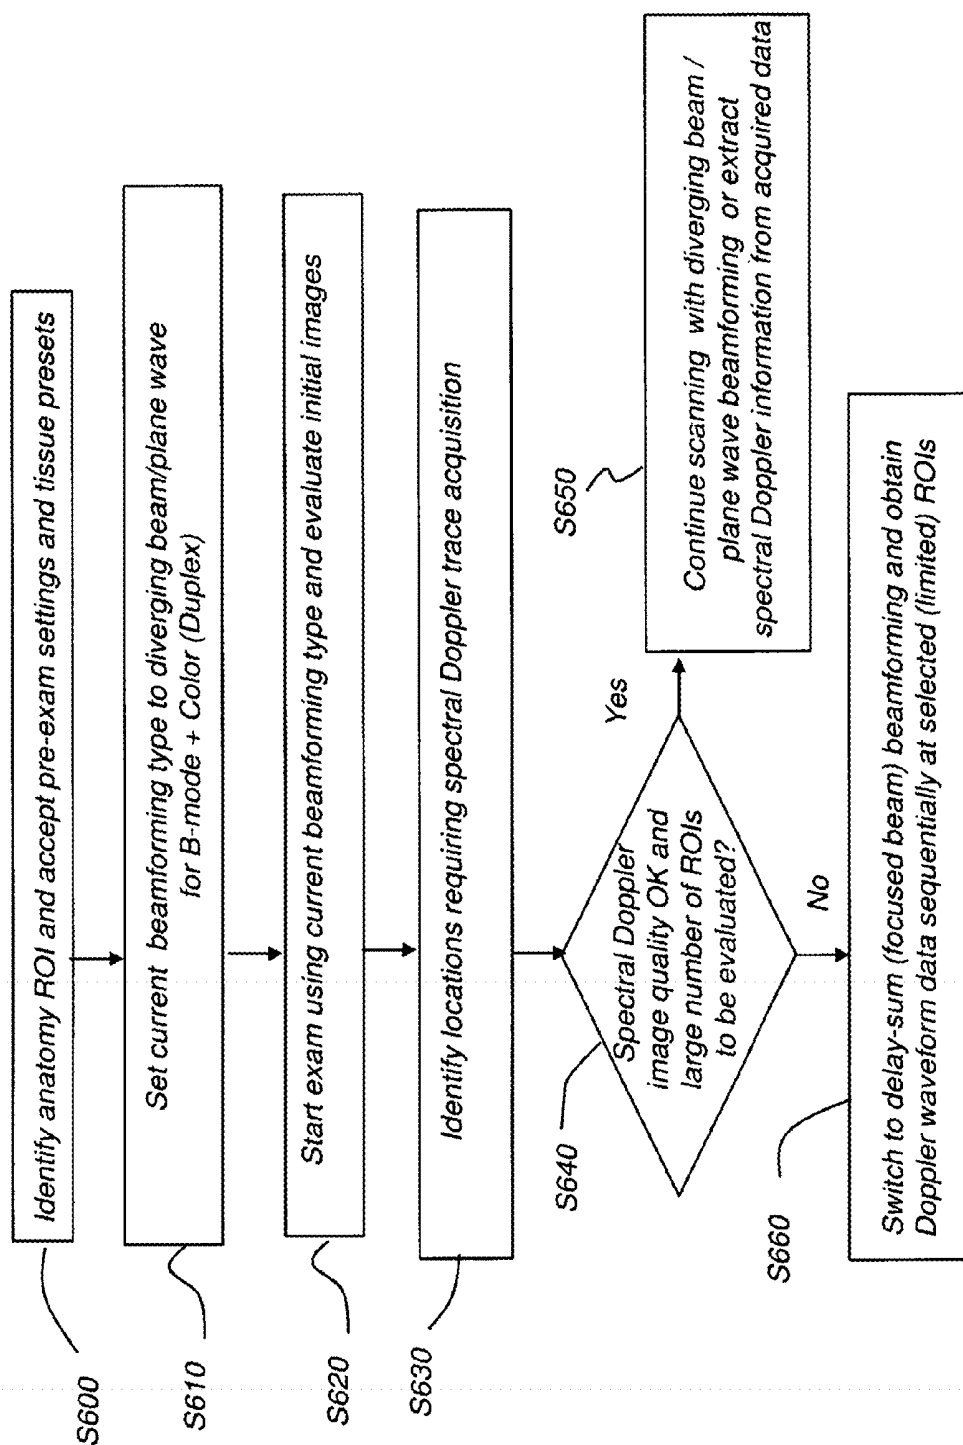 S600
Identify anatomy ROI and accept pre-exam settings and tissue presets
S610
Set current beamforming type to diverging beam/plane wave
for B-mode + Color (Duplex)
S620
Start exam using current beamforming type and evaluate initial images
S630
Identify locations requiring spectral Doppler trace acquisition
S640
Spectral Doppler
image quality OK and
large number of ROIs
to be evaluated?
Yes
S650
Continue scanning with diverging beam /
plane wave beamforming or extract
spectral Doppler information from acquired data
No
S660
Switch to delay-sum (focused beam) beamforming and obtain
Doppler waveform data sequentially at selected (limited) ROIs